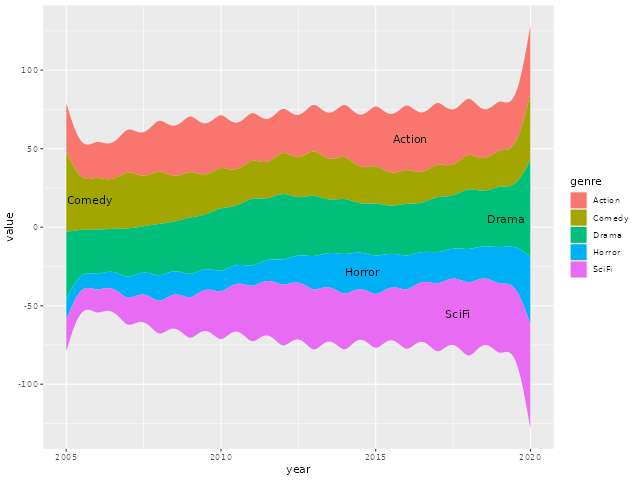 100
50
0
-50
-100
value
Action
Comedy
Drama
Horror
SciFi
2005
2010
2015
2020
year
genre
Action
Comedy
Drama
Horror
SciFi